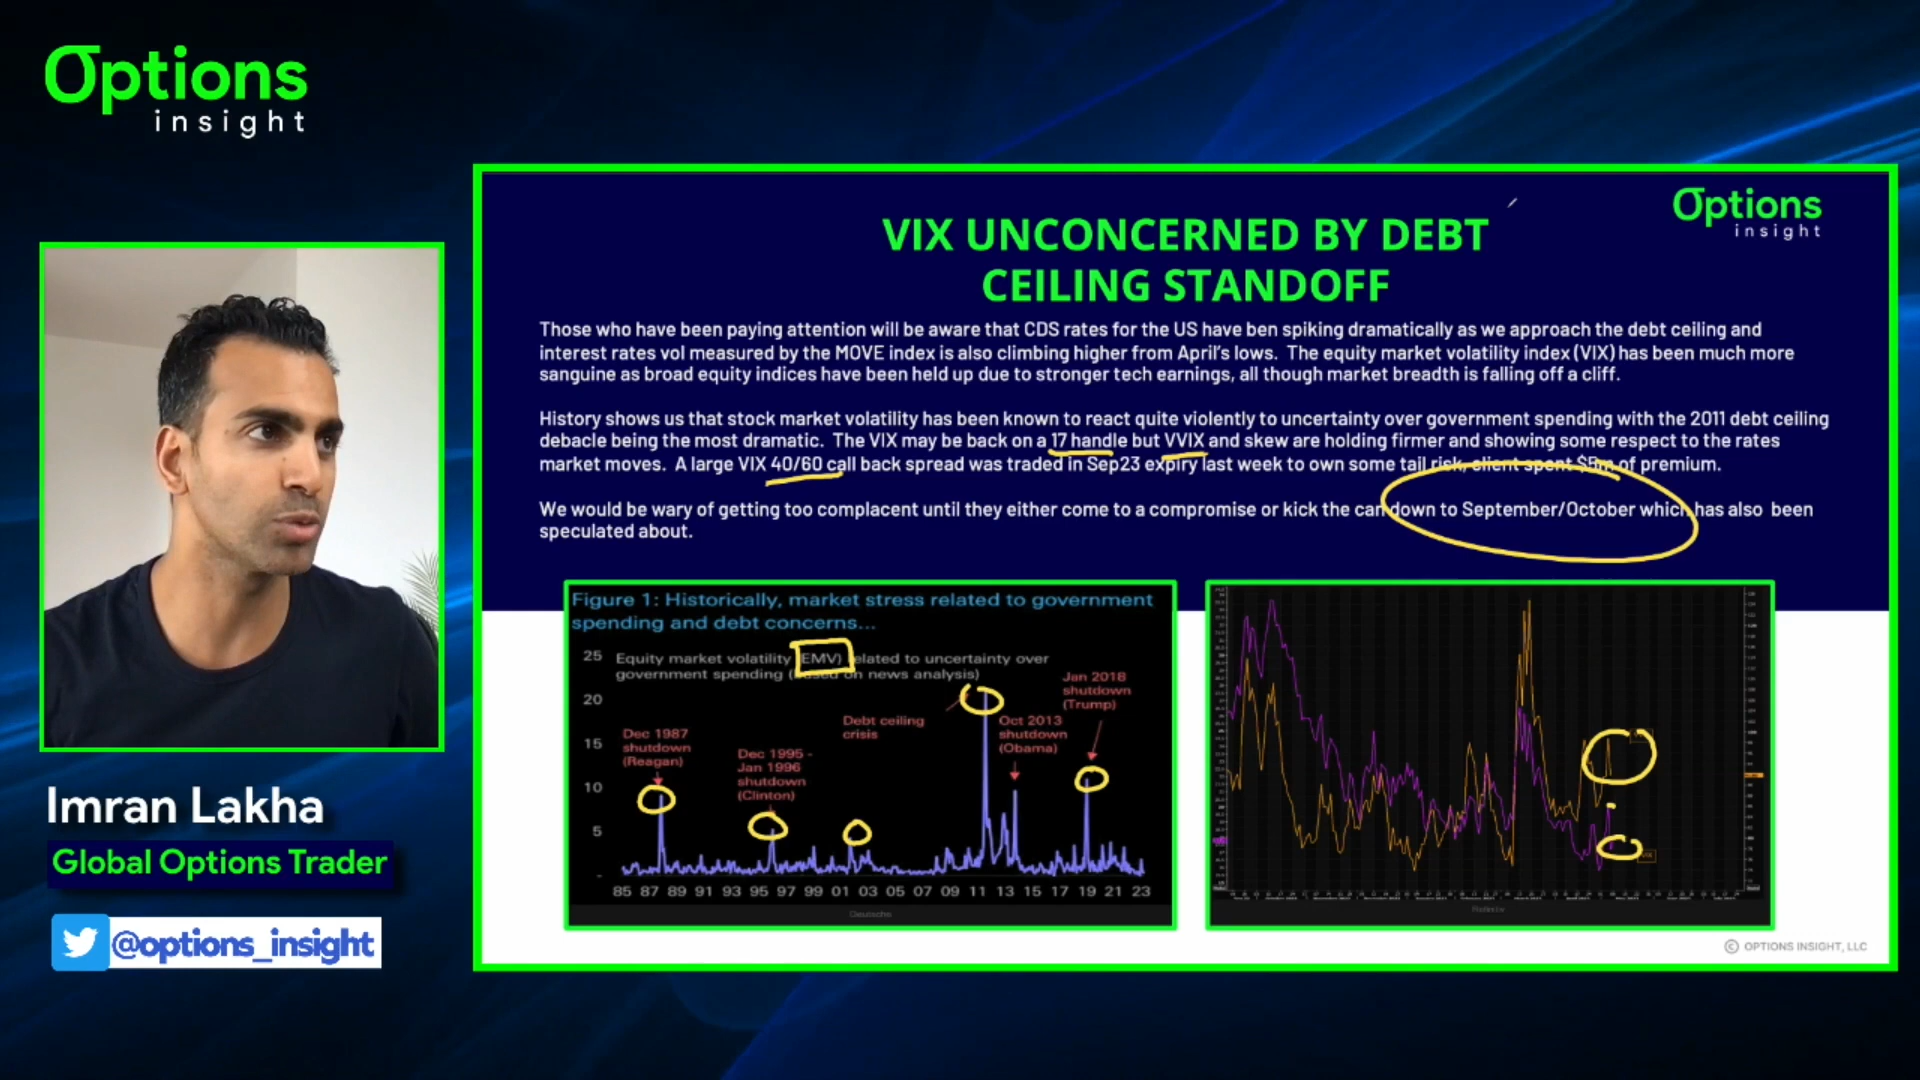 Options
insight
Options
insight
VIX UNCONCERNED BY DEBT
CEILING STANDOFF
Those who have been paying attention will be aware that CDS rates for the US have ben spiking dramatically as we approach the debt ceiling and
interest rates vol measured by the MOVE index is also climbing higher from April's lows. The equity market volatility index (VIX) has been much more
sanguine as broad equity indices have been held up due to stronger tech earnings, all though market breadth is falling off a cliff.
History shows us that stock market volatility has been known to react quite violently to uncertainty over government spending with the 2011 debt ceiling
debacle being the most dramatic. The VIX may be back on a 17 handle but VVIX and skew are holding firmer and showing some respect to the rates
market moves. A large VIX 40/60 call back spread was traded in Sep23 expiry last week to own some tail risk, client spent $5m of premium.
We would be wary of getting too complacent until they either come to a compromise or kick the can down to September/October which has also been
speculated about.
Figure 1: Historically, market stress related to government
spending and debt concerns...
Equity market volatility (EMV) related to uncertainty over
government spending (based on news analysis)
25
20
15
10
5
-
Dec 1987
shutdown
(Reagan)
Dec 1995 -
Jan 1996
shutdown
(Clinton)
Debt ceiling
crisis
Oct 2013
shutdown
(Obama)
Jan 2018
shutdown
(Trump)
85 87 89 91 93 95 97 99 01 03 05 07 09 11 13 15 17 19 21 23
Deutsche
© OPTIONS INSIGHT, LLC
Imran Lakha
Global Options Trader
@options_insight